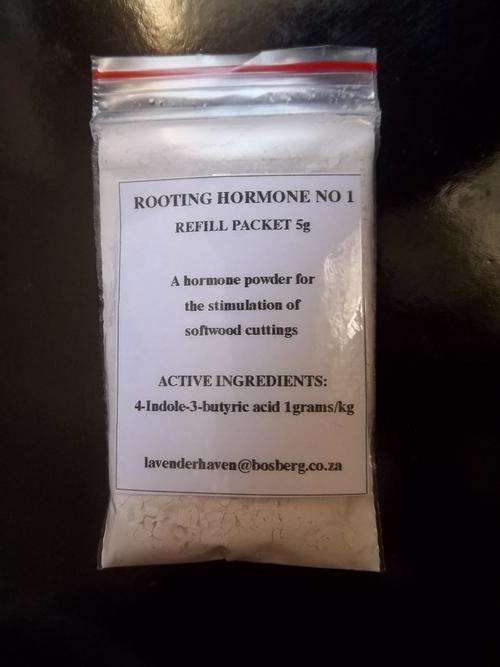 ROOTING HORMONE NO 1
REFILL PACKET 5g
A hormone powder for
the stimulation of
softwood cuttings
ACTIVE INGREDIENTS:
4-Indole-3-butyric acid 1grams/kg
lavenderhaven@bosberg.co.za